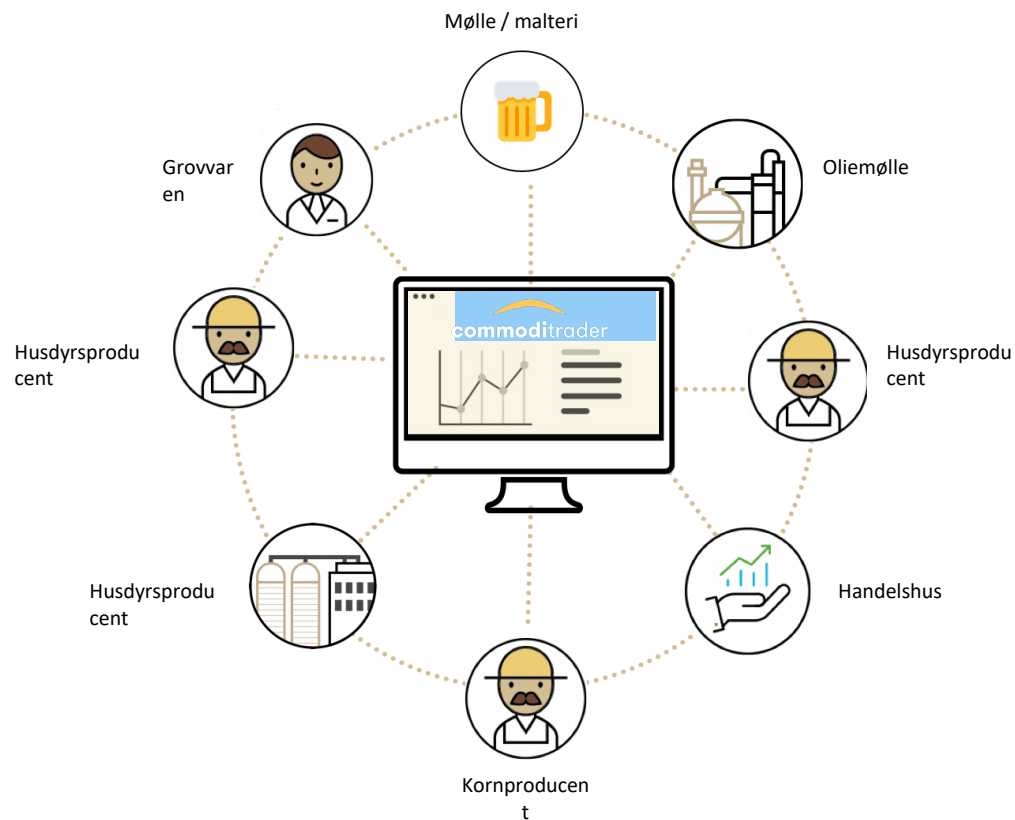 Mølle / malteri
Grovvar
en
Oliemølle
commoditrader
Husdyrsprodu
cent
Husdyrsprodu
cent
Husdyrsprodu
cent
Handelshus
Kornproducen
t